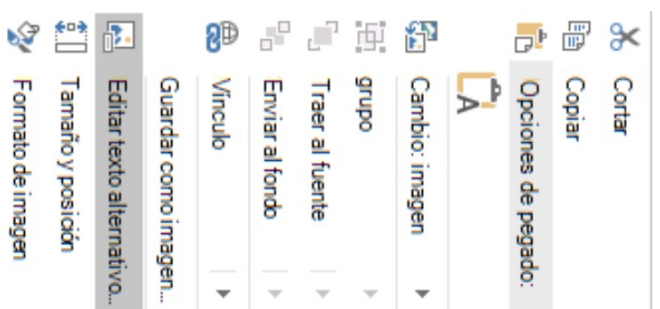 Cortar
Copiar
Opciones de pegado:
A
Cambio: imagen
grupo
Traer al fuente
Enviar al fondo
Vínculo
Guardar como imagen...
Editar texto alternativo...
Tamaño y posición
Formato de imagen